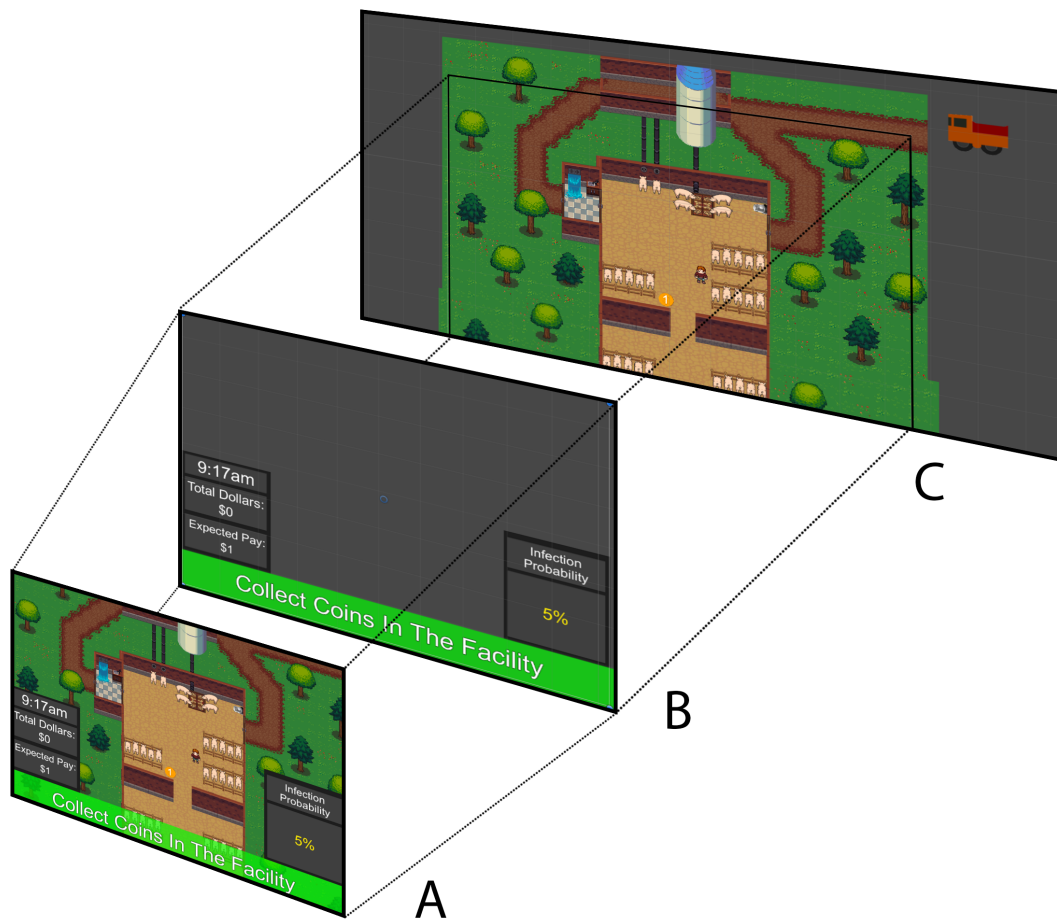 1
C
9:17am
Total Dollars:
$0
Expected Pay:
$1
Infection
Probability
5%
Collect Coins In The Facility
B
9:17am
Total Dollars:
$0
Expected Pay:
$1
1
Infection
Probability
5%
Collect Coins In The Facility
A